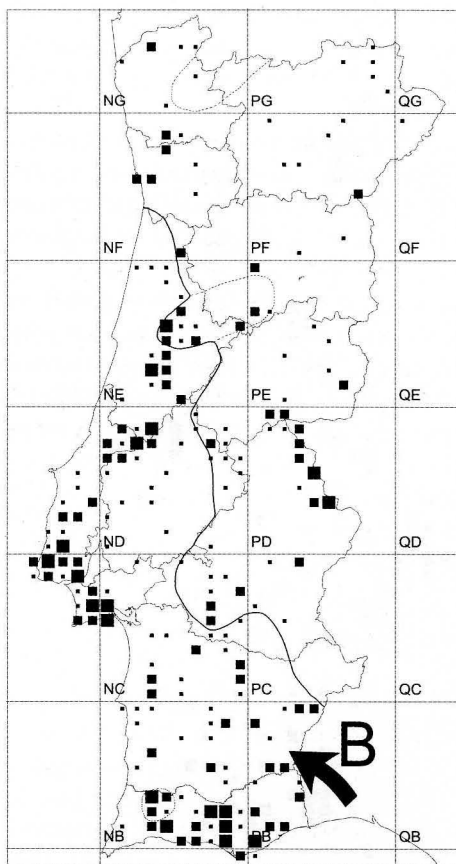 NG PG QG
NF PF QF
NE PE QE
ND PD QD
NC PC QC
B
NB PB QB